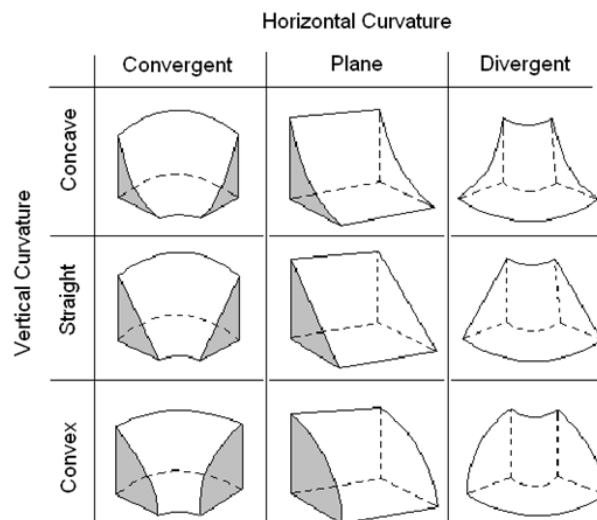 Horizontal Curvature
Convergent Plane Divergent
Vertical Curvature
Concave
Straight
Convex